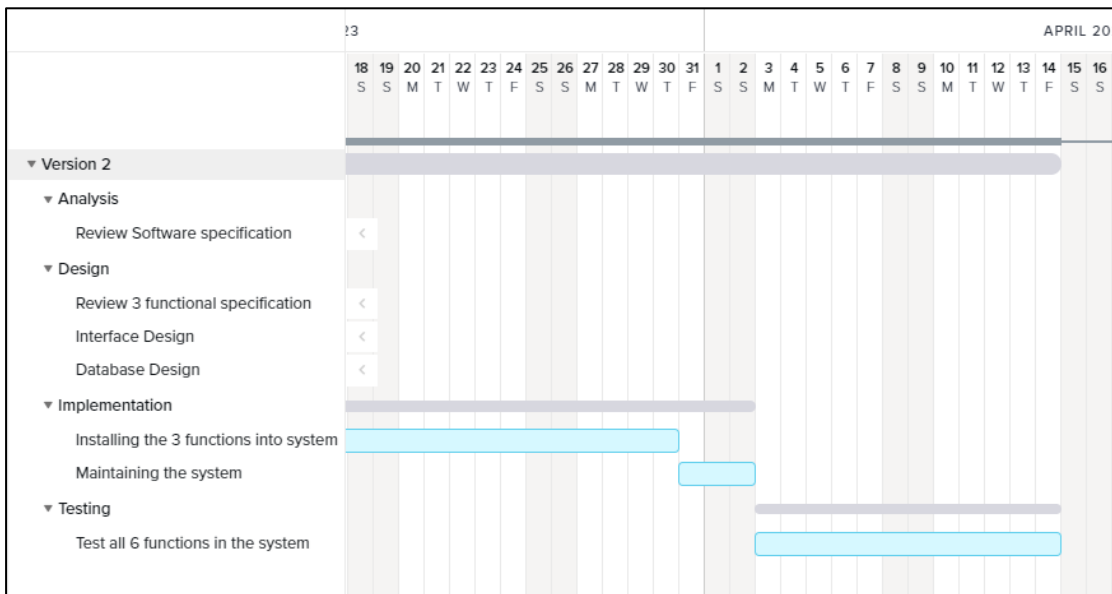 23
APRIL 20
18 19 20 21 22 23 24 25 26 27 28 29 30 31 1 2 3 4 5 6 7 8 9 10 11 12 13 14 15 16
S S M T W T F S S M T W T F S S M T W T F S S M T W T F S S
Version 2
Analysis
Review Software specification
Design
Review 3 functional specification
Interface Design
Database Design
Implementation
Installing the 3 functions into system
Maintaining the system
Testing
Test all 6 functions in the system